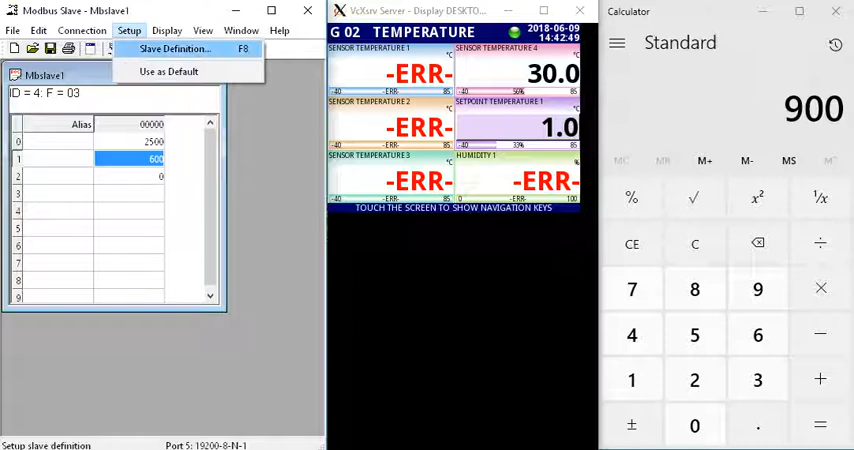 Modbus Slave - Mbslave1
File Edit Connection Setup Display View Window Help
Slave Definition... F8
Use as Default
Mbslave1
ID = 4: F = 03
Alias 00000
0 2500
1 600
2 0
3
4
5
6
7
8
9
Setup slave definition Port 5: 19200-8-N-1
VcXsrv Server - Display DESKTO...
G 02 TEMPERATURE 2018-06-09
14:42:49
SENSOR TEMPERATURE 1
°C
-ERR-
-40 -ERR- 85
SENSOR TEMPERATURE 4
°C
30.0
-40 56% 85
SENSOR TEMPERATURE 2
°C
-ERR-
-40 -ERR- 85
SETPOINT TEMPERATURE 1
°C
1.0
-40 33% 85
SENSOR TEMPERATURE 3
°C
-ERR-
-40 -ERR- 85
HUMIDITY 1
%
-ERR-
0 -ERR- 100
TOUCH THE SCREEN TO SHOW NAVIGATION KEYS
Calculator
Standard
900
MC MR M+ M- MS M▾
% √ x² ¹/x
CE C ÷
7 8 9 ×
4 5 6 −
1 2 3 +
± 0 . =